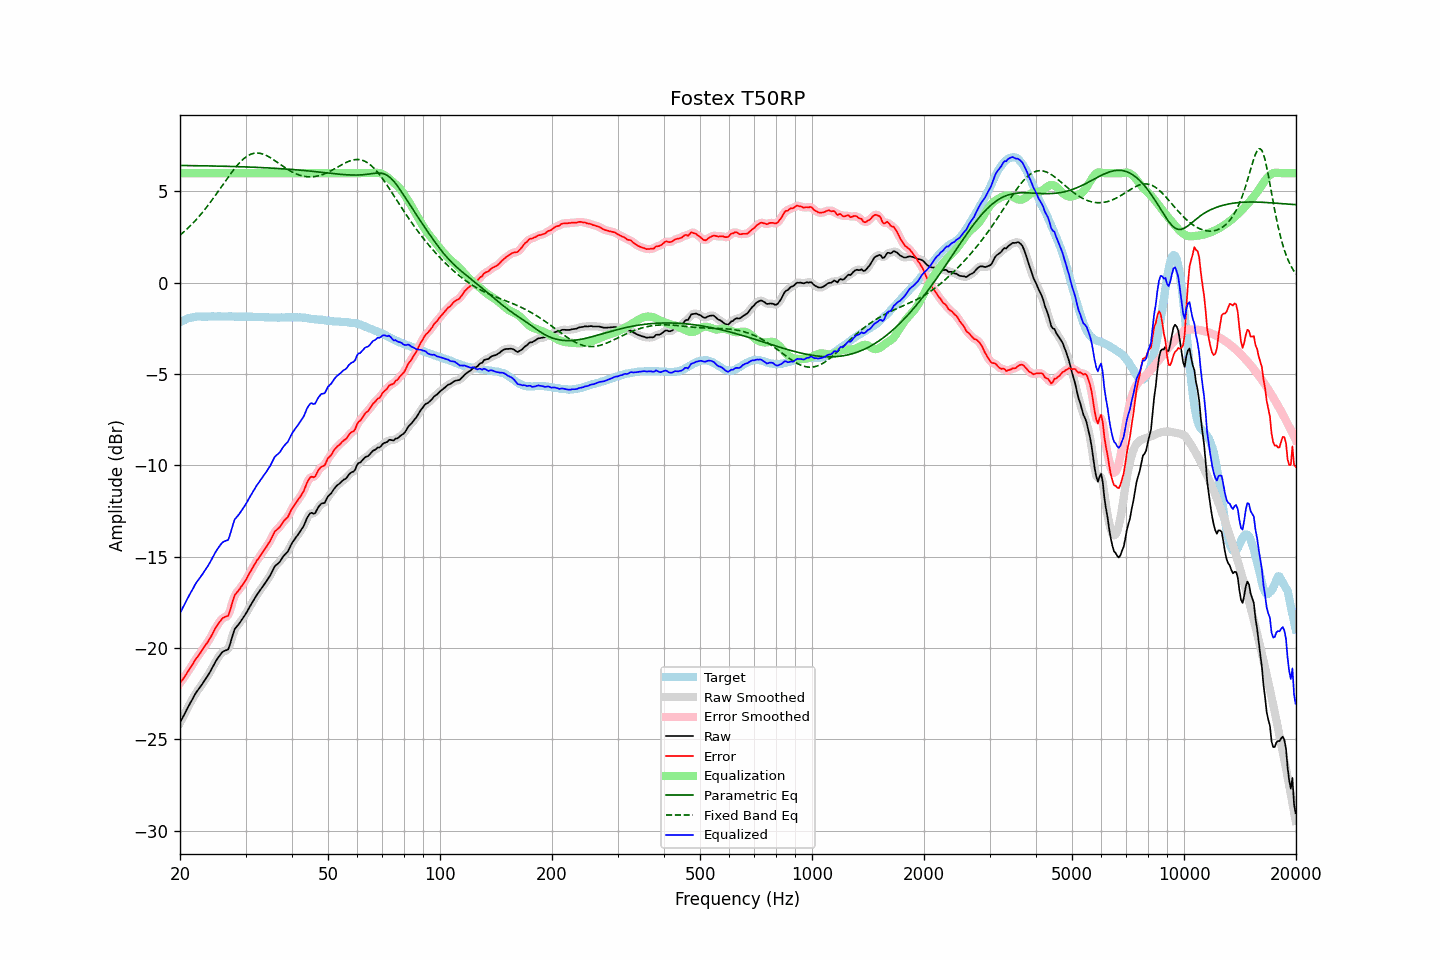 Fostex T50RP
Amplitude (dBr)
5
0
−5
−10
−15
−20
−25
−30
20
50
100
200
500
1000
2000
5000
10000
20000
Frequency (Hz)
Target
Raw Smoothed
Error Smoothed
Raw
Error
Equalization
Parametric Eq
Fixed Band Eq
Equalized